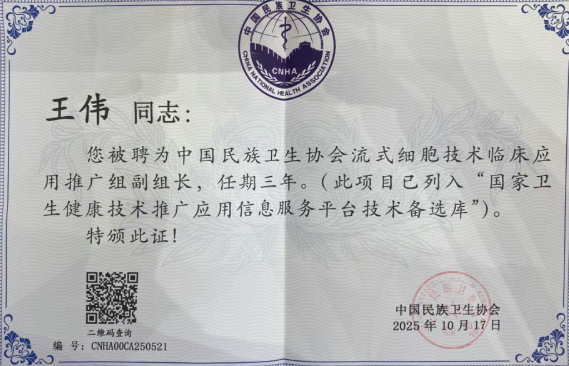 中国民族卫生协会
CNHA
CHINA NATIONAL HEALTH ASSOCIATION
王伟 同志：
您被聘为中国民族卫生协会流式细胞技术临床应
用推广组副组长，任期三年。（此项目已列入“国家卫
生健康技术推广应用信息服务平台技术备选库”）。
特颁此证！
二维码查询
编 号：CNHA00CA250521
中国民族卫生协会
2025 年 10 月 17 日